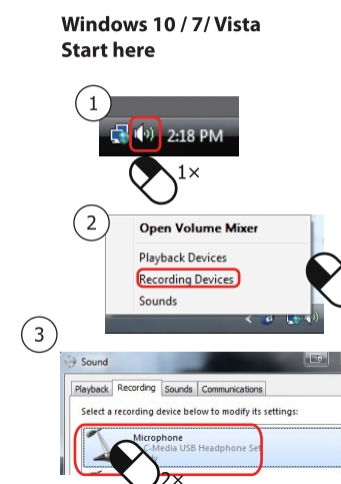 Windows 10 / 7/ Vista
Start here
1
2:18 PM
1×
2
Open Volume Mixer
Playback Devices
Recording Devices
Sounds
3
Sound
Playback Recording Sounds Communications
Select a recording device below to modify its settings:
Microphone
C-Media USB Headphone Set
2×